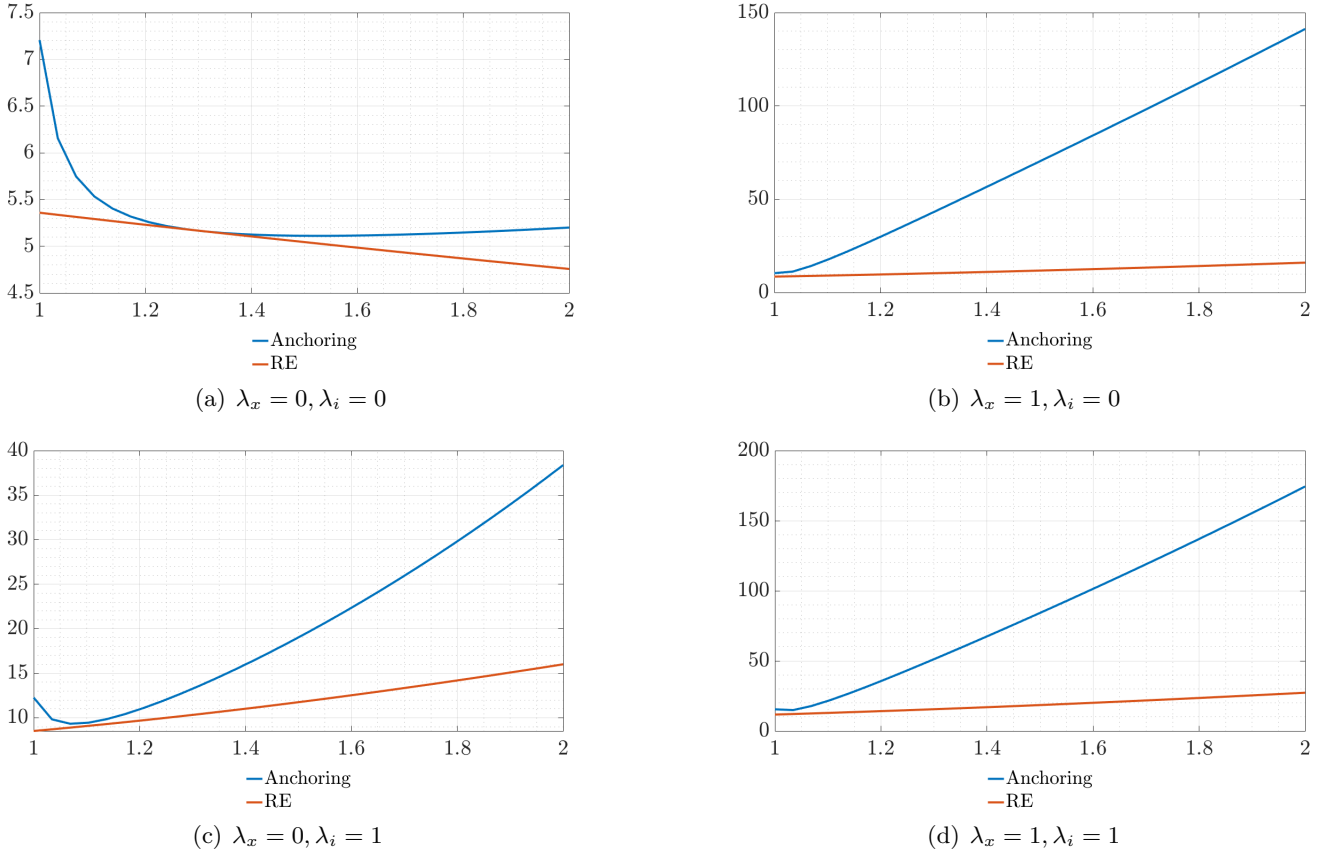 7.5
7
6.5
6
5.5
5
4.5
1 1.2 1.4 1.6 1.8 2
Anchoring
RE
(a) λx = 0, λi = 0
150
100
50
0
1 1.2 1.4 1.6 1.8 2
Anchoring
RE
(b) λx = 1, λi = 0
40
35
30
25
20
15
10
1 1.2 1.4 1.6 1.8 2
Anchoring
RE
(c) λx = 0, λi = 1
200
150
100
50
0
1 1.2 1.4 1.6 1.8 2
Anchoring
RE
(d) λx = 1, λi = 1